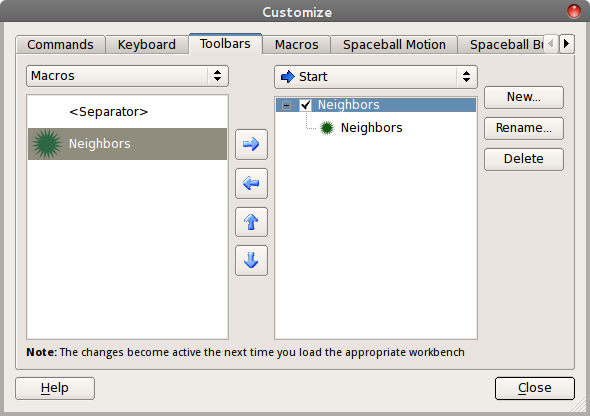 Customize
Commands Keyboard Toolbars Macros Spaceball Motion Spaceball Bu
Macros
Start
<Separator>
Neighbors
Neighbors
Neighbors
New...
Rename...
Delete
Note: The changes become active the next time you load the appropriate workbench
Help
Close